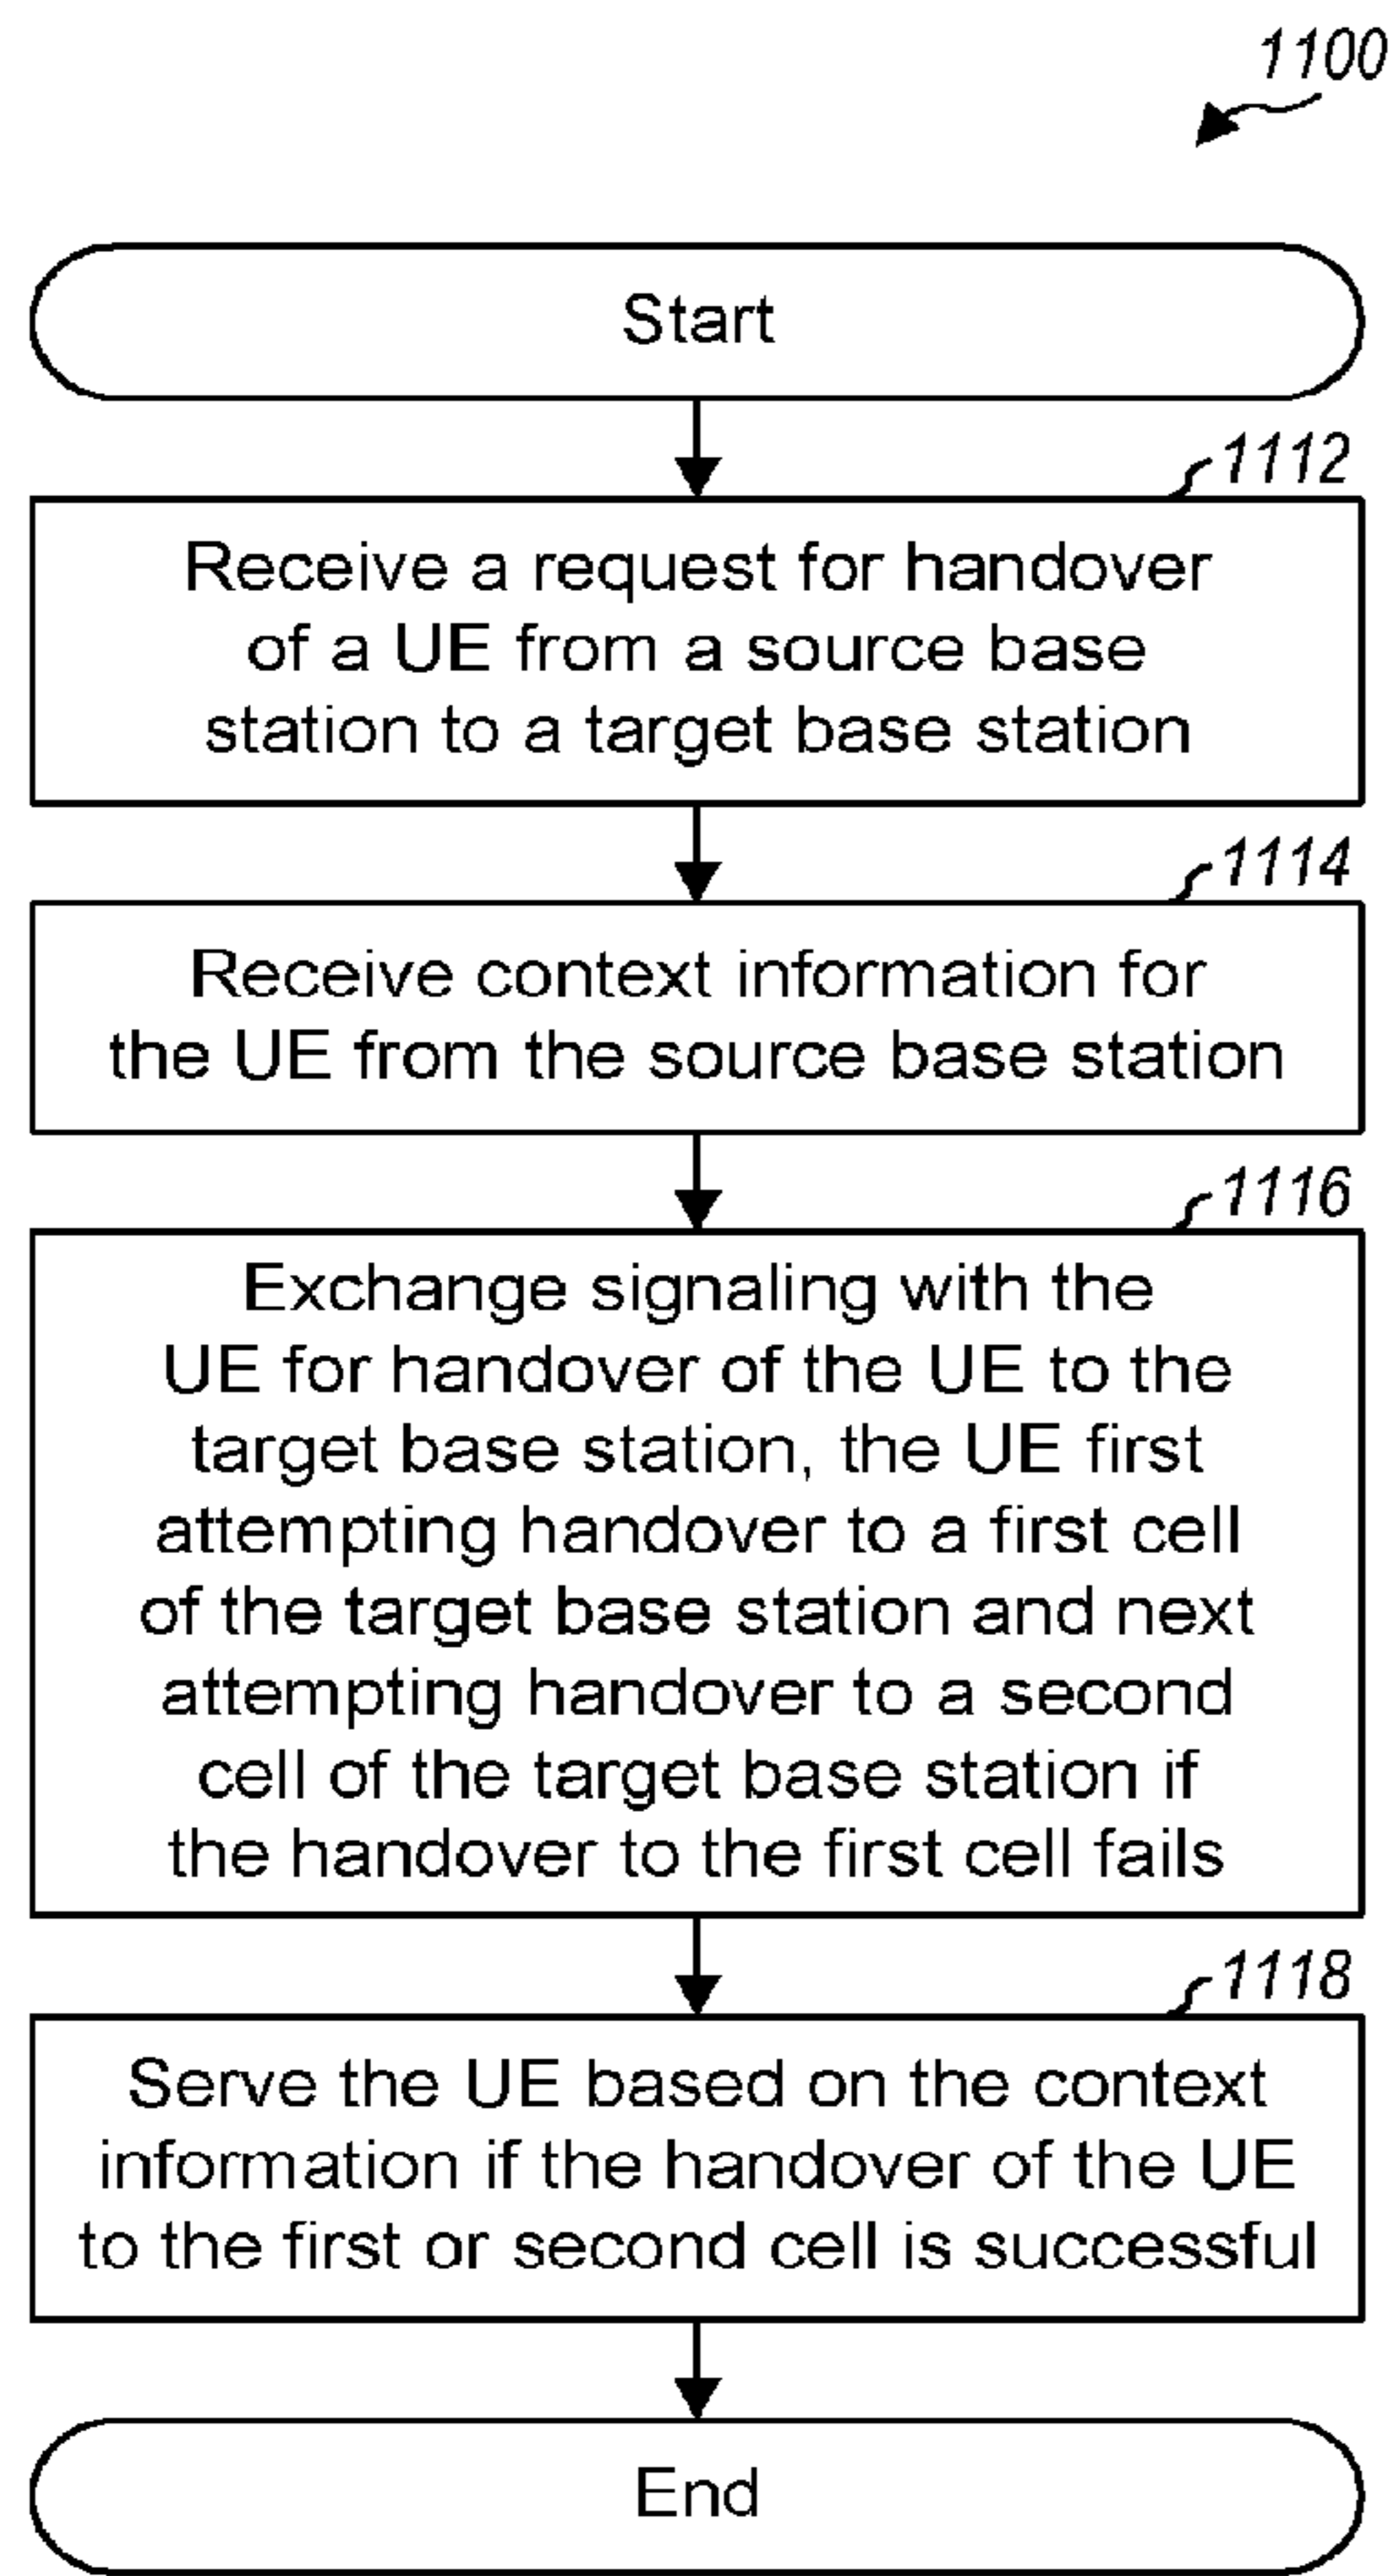 1100
Start
1112
Receive a request for handover
of a UE from a source base
station to a target base station
1114
Receive context information for
the UE from the source base station
1116
Exchange signaling with the
UE for handover of the UE to the
target base station, the UE first
attempting handover to a first cell
of the target base station and next
attempting handover to a second
cell of the target base station if
the handover to the first cell fails
1118
Serve the UE based on the context
information if the handover of the UE
to the first or second cell is successful
End